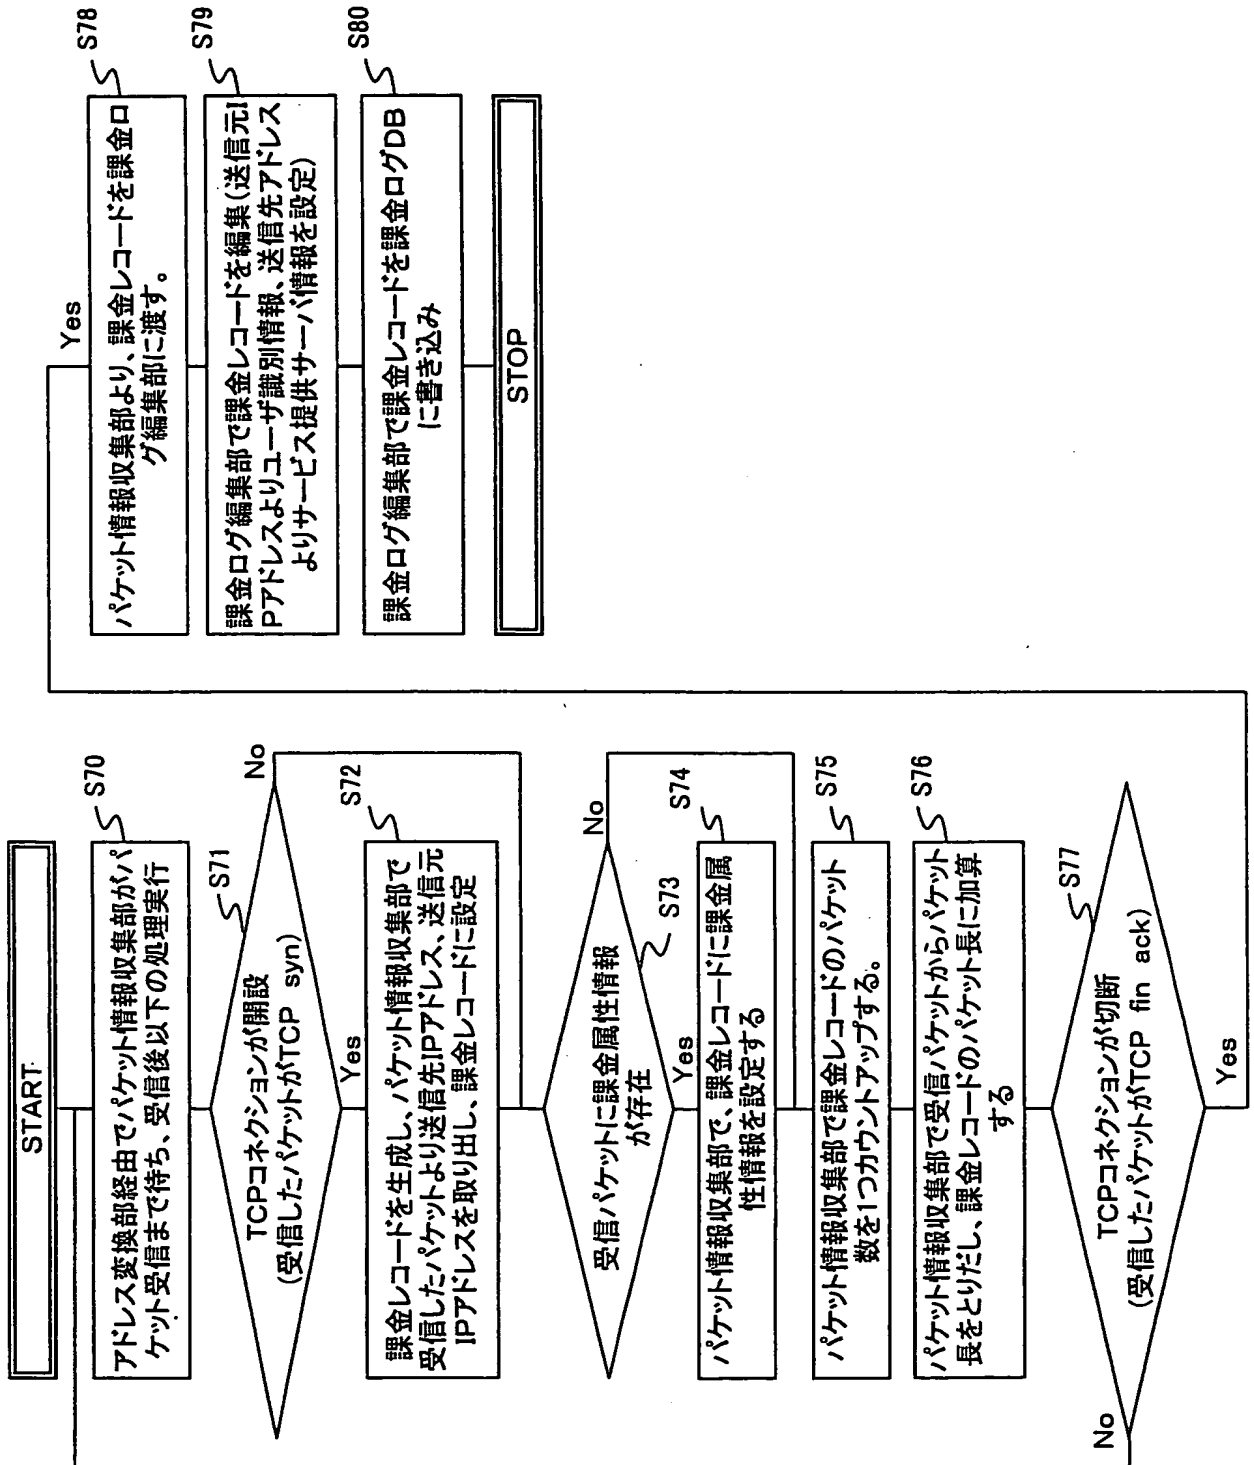 START
アドレス変換部経由でパケット情報収集部がパ
ケット受信まで待ち、受信後以下の処理実行
S70
TCPコネクションが開設
(受信したパケットがTCP syn)
S71
No
Yes
課金レコードを生成し、パケット情報収集部で
受信したパケットより送信先IPアドレス、送信元
IPアドレスを取り出し、課金レコードに設定
S72
受信パケットに課金属性情報
が存在
S73
No
Yes
パケット情報収集部で、課金レコードに課金属
性情報を設定する
S74
パケット情報収集部で課金レコードのパケット
数を1つカウントアップする。
S75
パケット情報収集部で受信パケットからパケット
長をとりだし、課金レコードのパケット長に加算
する
S76
TCPコネクションが切断
(受信したパケットがTCP fin ack)
S77
No
Yes
Yes
パケット情報収集部より、課金レコードを課金ロ
グ編集部に渡す。
S78
課金ログ編集部で課金レコードを編集(送信元I
Pアドレスよりユーザ識別情報、送信先アドレス
よりサービス提供サーバ情報を設定)
S79
課金ログ編集部で課金レコードを課金ログDB
に書き込み
S80
STOP